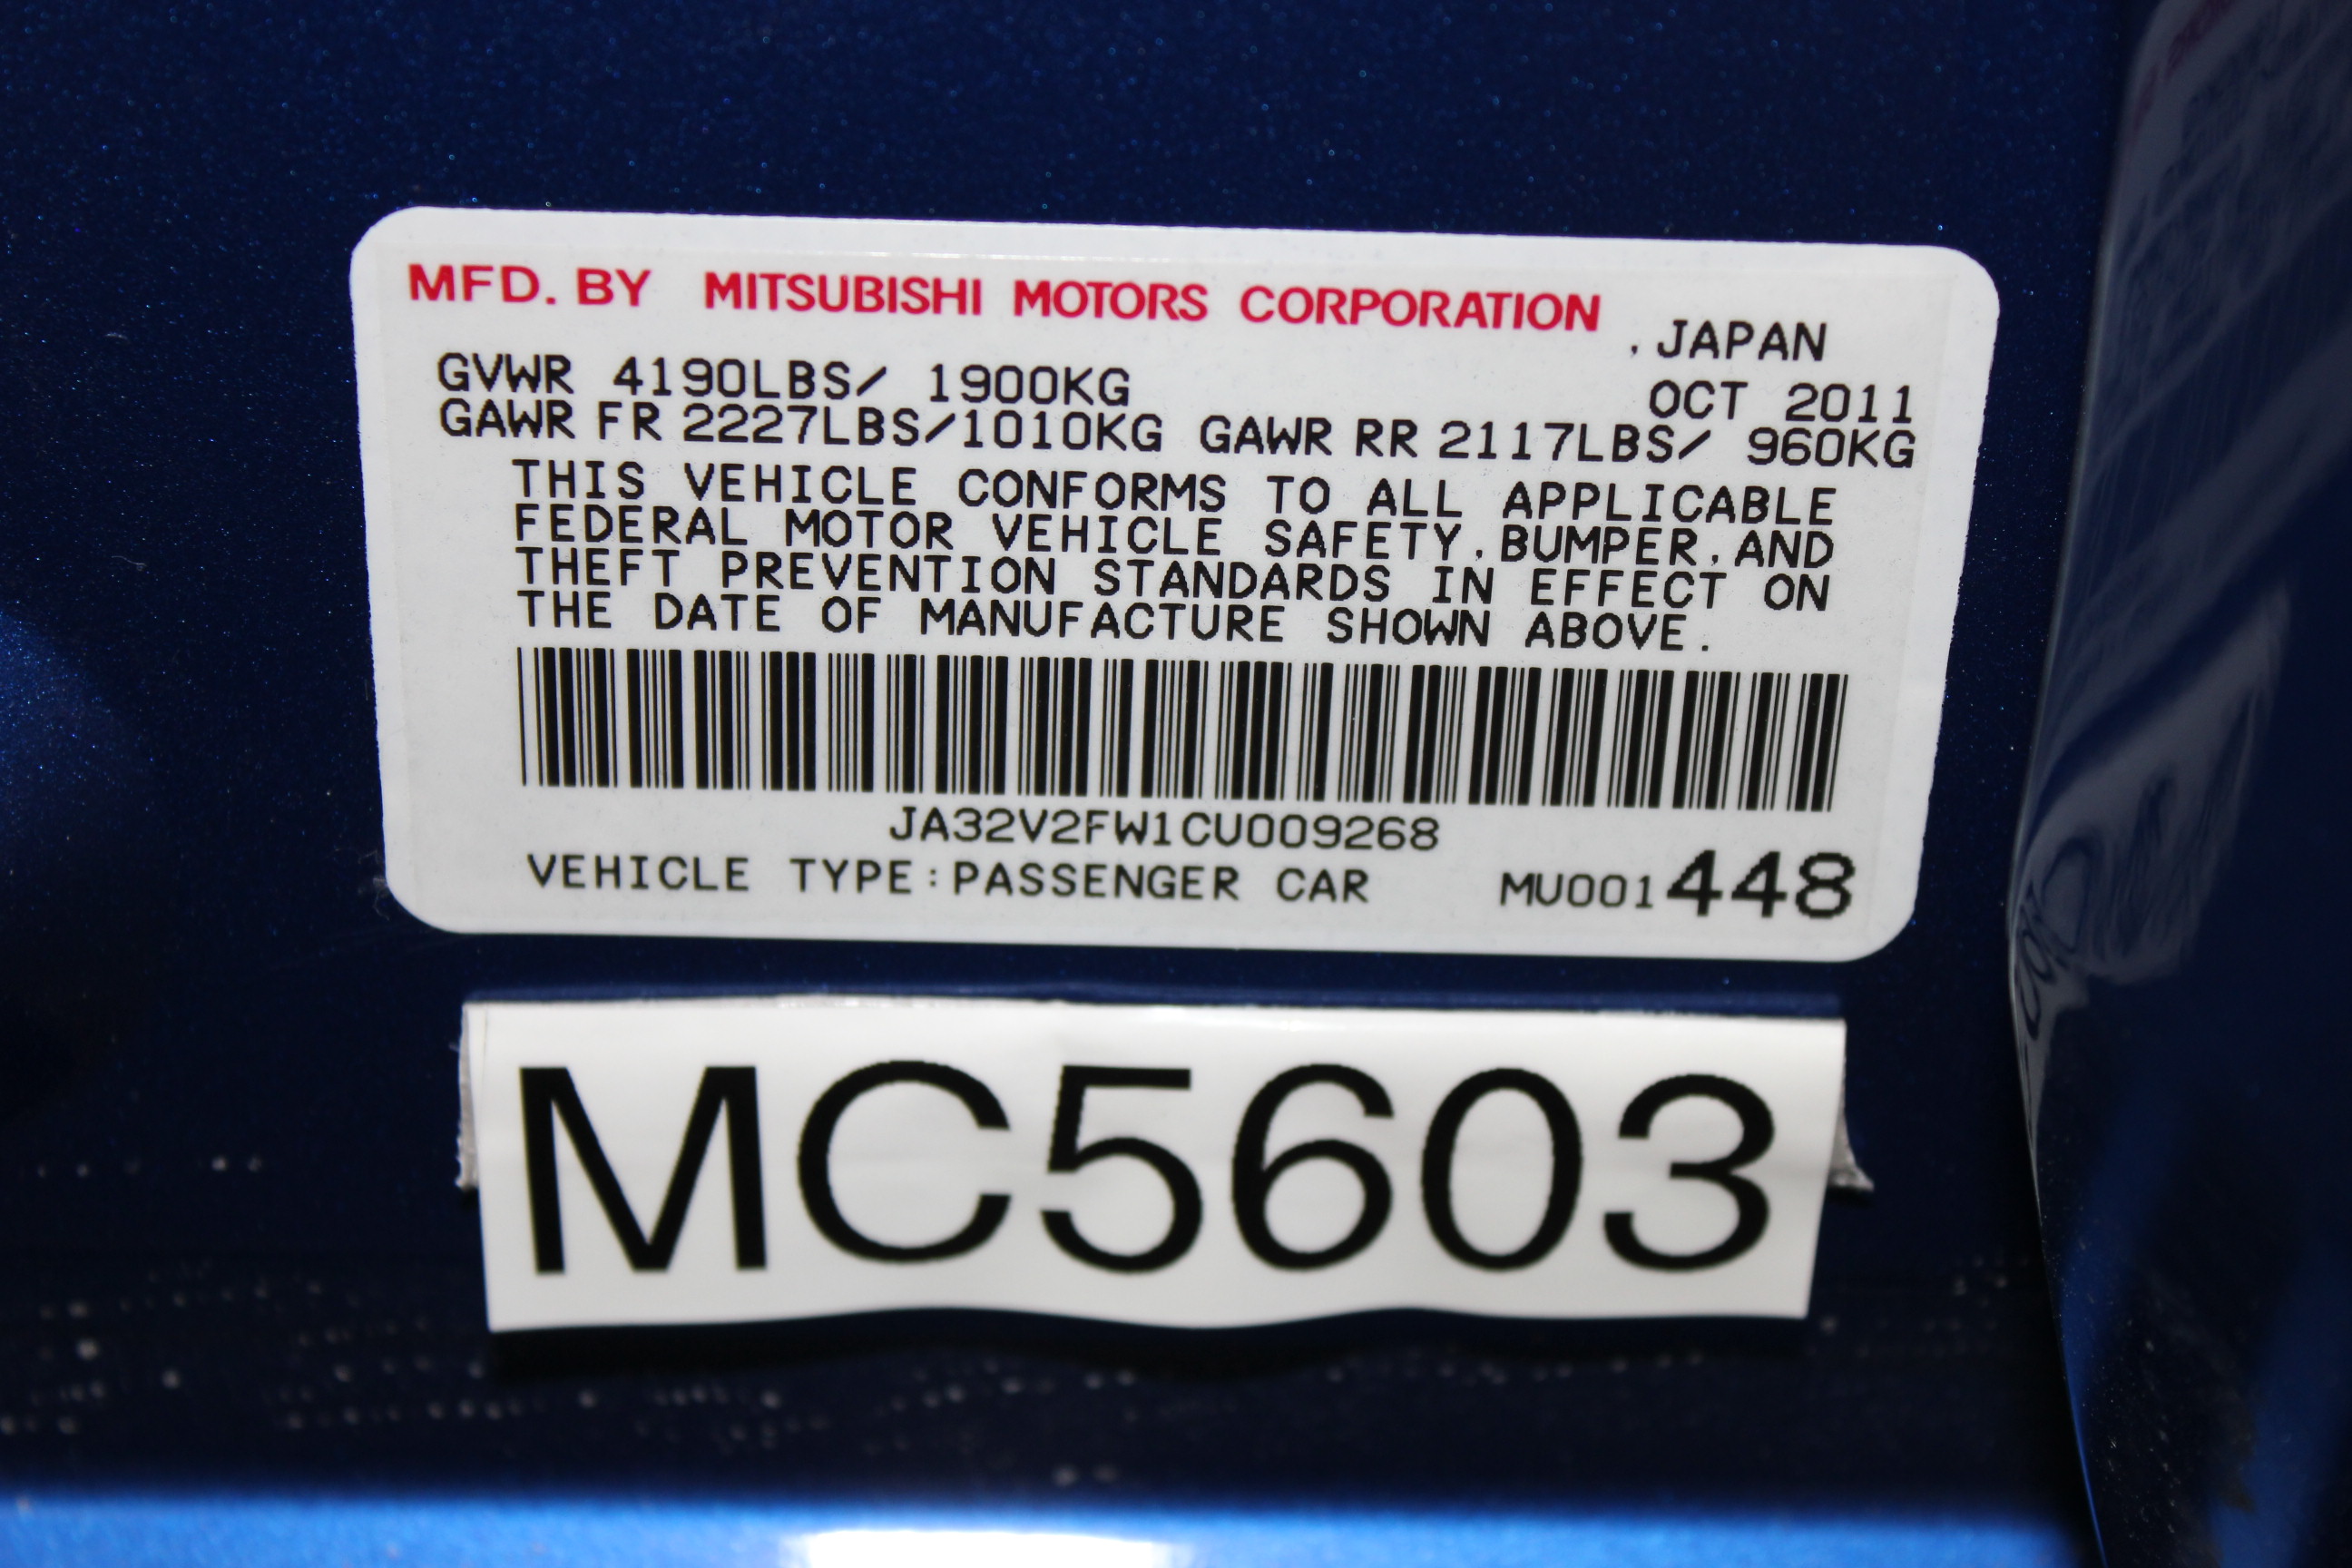 MFD. BY MITSUBISHI MOTORS CORPORATION , JAPAN
GVWR 4190LBS/ 1900KG OCT 2011
GAWR FR 2227LBS/1010KG GAWR RR 2117LBS/ 960KG
THIS VEHICLE CONFORMS TO ALL APPLICABLE
FEDERAL MOTOR VEHICLE SAFETY, BUMPER, AND
THEFT PREVENTION STANDARDS IN EFFECT ON
THE DATE OF MANUFACTURE SHOWN ABOVE.
JA32V2FW1CU009268
VEHICLE TYPE:PASSENGER CAR MU001448
MC5603